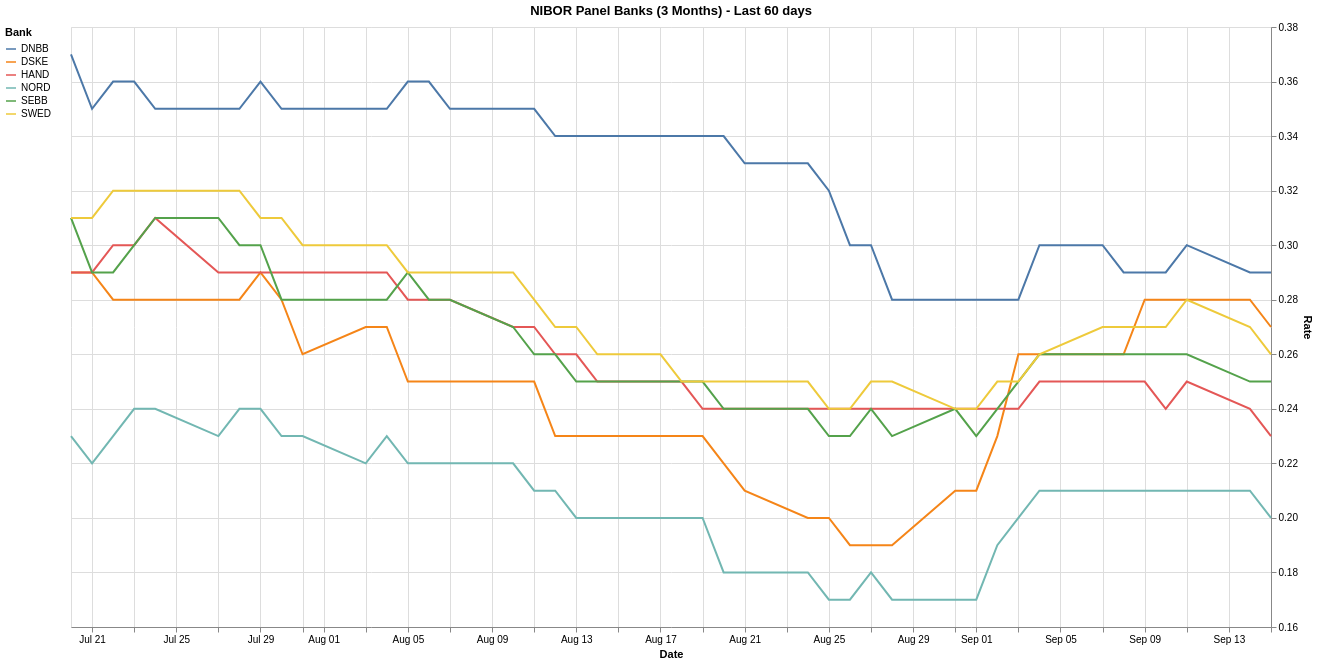 NIBOR Panel Banks (3 Months) - Last 60 days
Bank
DNBB
DSKE
HAND
NORD
SEBB
SWED
0.38
0.36
0.34
0.32
0.30
0.28
0.26
0.24
0.22
0.20
0.18
0.16
Rate
Jul 21 Jul 25 Jul 29 Aug 01 Aug 05 Aug 09 Aug 13 Aug 17 Aug 21 Aug 25 Aug 29 Sep 01 Sep 05 Sep 09 Sep 13
Date